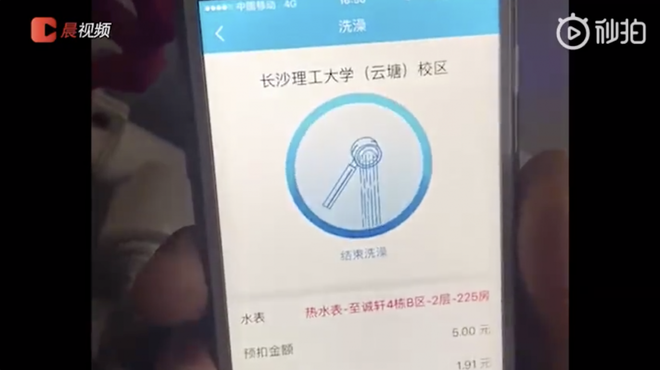 晨视频
秒拍
中国移动 4G
洗澡
长沙理工大学（云塘）校区
结束洗澡
水表 热水表-至诚轩4栋B区-2层-225房
预扣金额 5.00 元
1.91 元